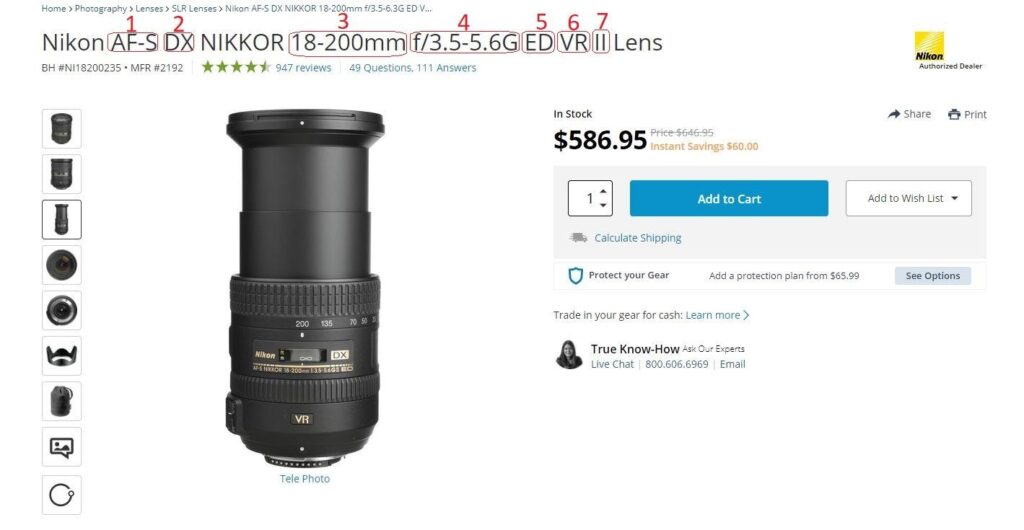 Home > Photography > Lenses > SLR Lenses > Nikon AF-S DX NIKKOR 18-200mm f/3.5-6.3G ED V...
1 2 3 4 5 6 7
Nikon AF-S DX NIKKOR 18-200mm f/3.5-5.6G ED VR II Lens
BH #NI18200235 • MFR #2192 947 reviews 49 Questions, 111 Answers
Nikon
Authorized Dealer
In Stock
Share Print
$586.95 Price $646.95
Instant Savings $60.00
1 Add to Cart Add to Wish List
Calculate Shipping
Protect your Gear Add a protection plan from $65.99 See Options
Trade in your gear for cash: Learn more >
True Know-How Ask Our Experts
Live Chat | 800.606.6969 | Email
200 135 70 50
Nikon DX
AF-S NIKKOR 18-200mm 1:3.5-5.6G ED
VR
Tele Photo